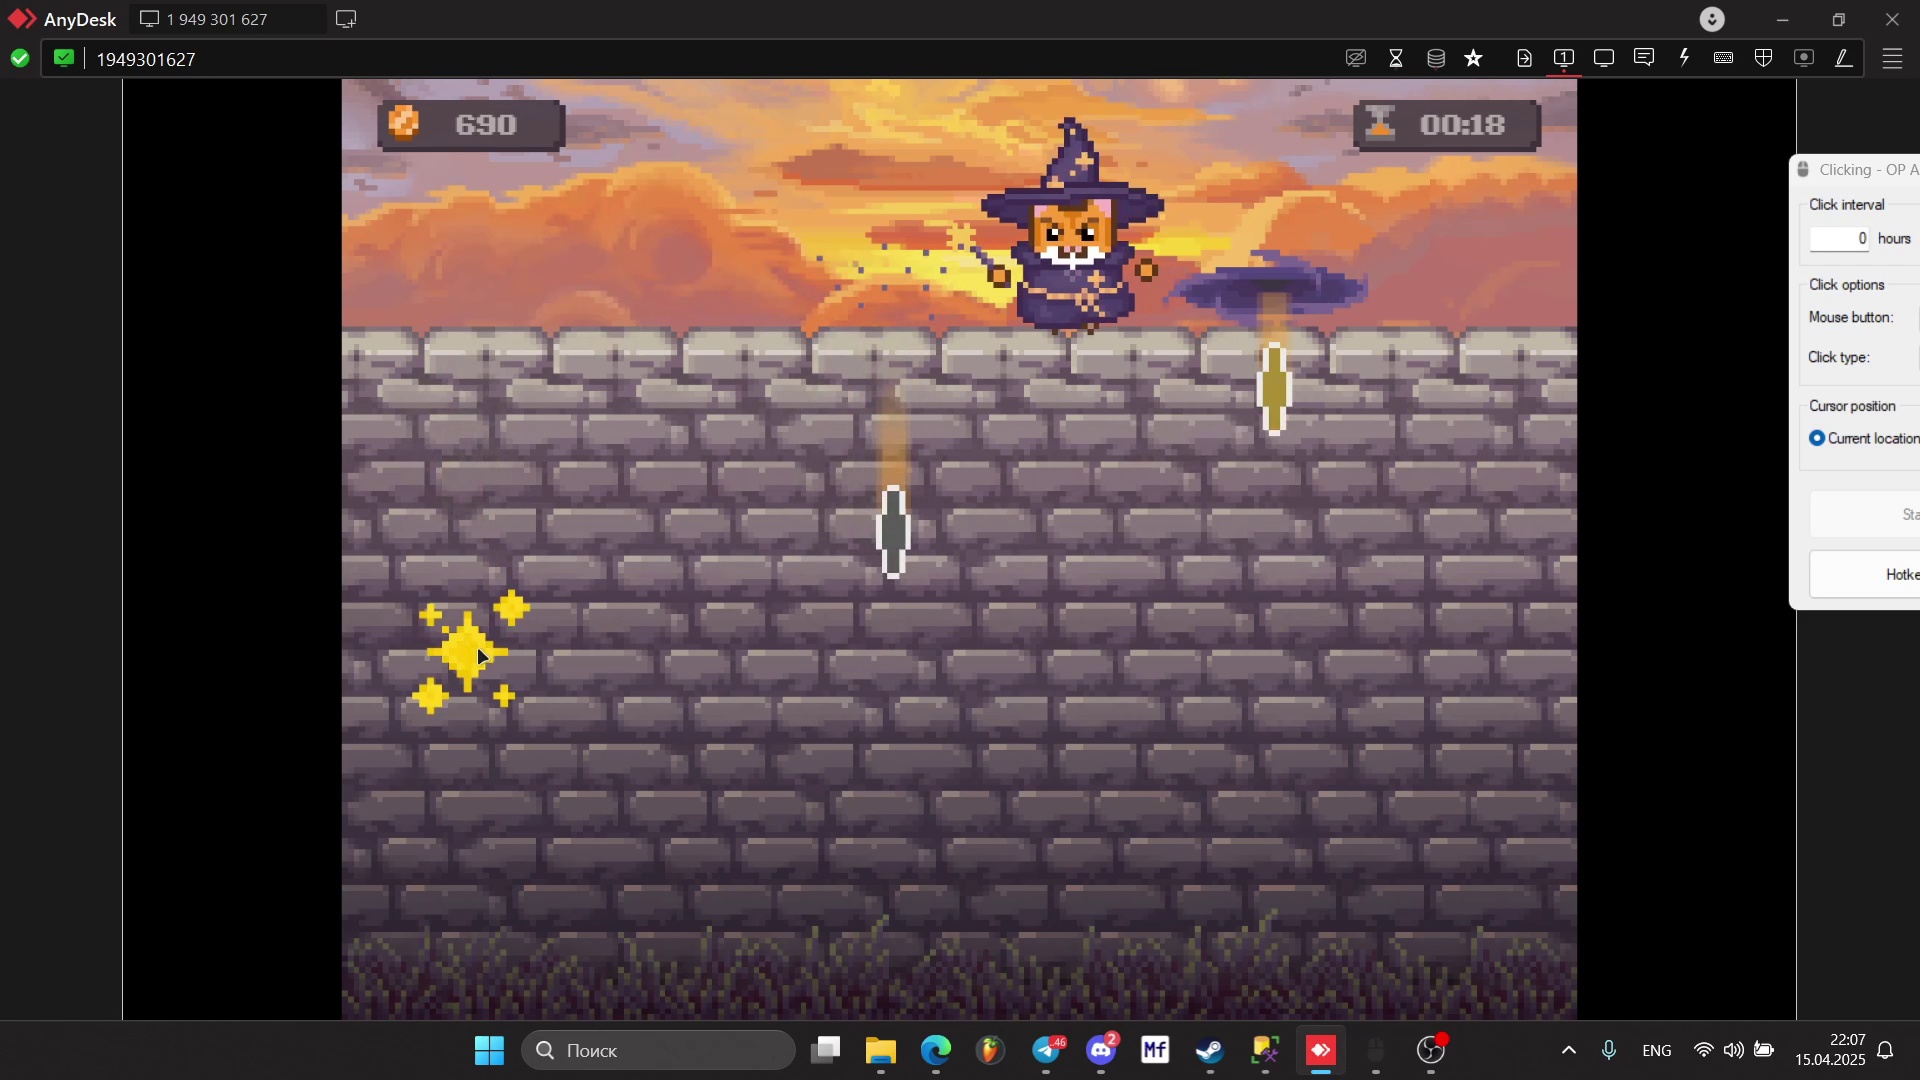 AnyDesk
1 949 301 627
1949301627
690
00:18
Clicking - OP A
Click interval
0 hours
Click options
Mouse button:
Click type:
Cursor position
Current location
Sta
Hotke
Поиск
46
2
Mf
ENG
22:07
15.04.2025